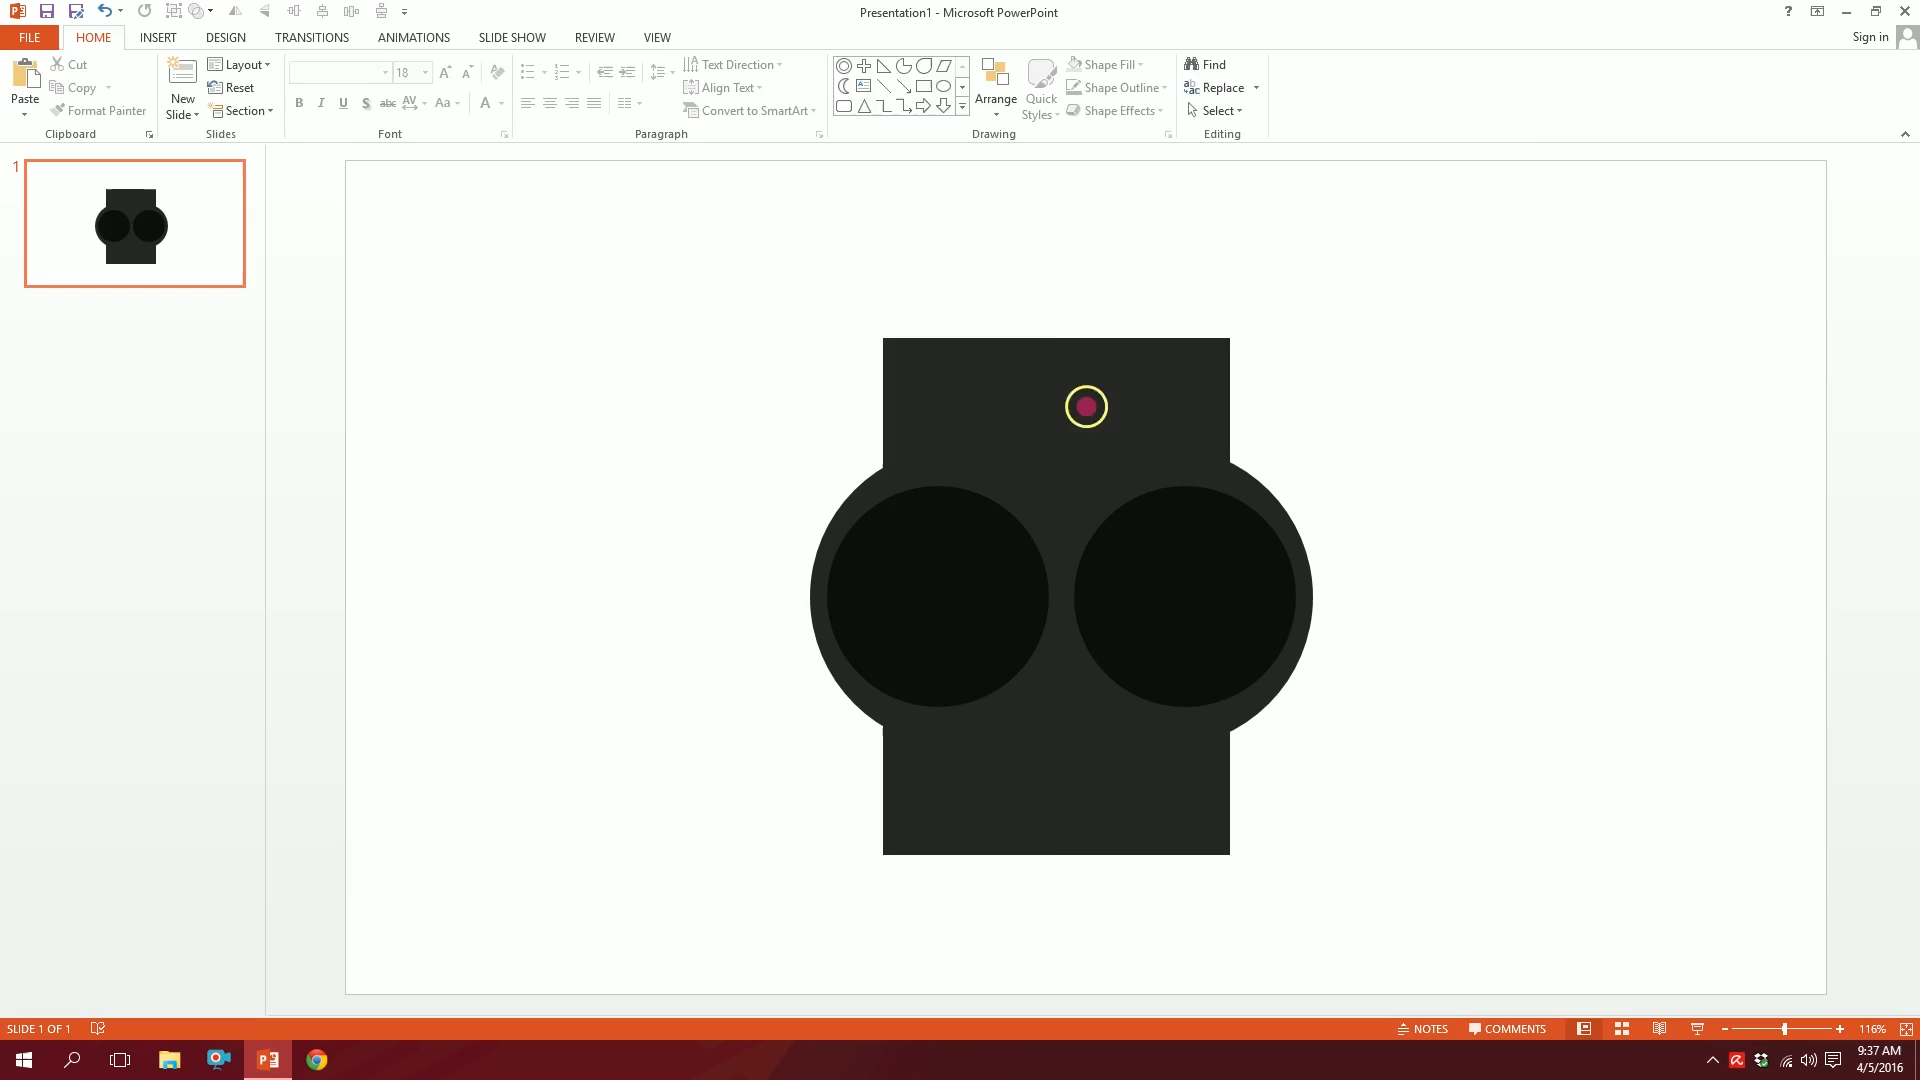 Presentation1 - Microsoft PowerPoint
FILE HOME INSERT DESIGN TRANSITIONS ANIMATIONS SLIDE SHOW REVIEW VIEW Sign in
Paste
Cut
Copy
Format Painter
Clipboard
New Slide
Layout
Reset
Section
Slides
18
B I U S abc AV Aa A
Font
Text Direction
Align Text
Convert to SmartArt
Paragraph
Arrange
Quick Styles
Shape Fill
Shape Outline
Shape Effects
Drawing
Find
Replace
Select
Editing
1
SLIDE 1 OF 1 NOTES COMMENTS 116%
9:37 AM
4/5/2016